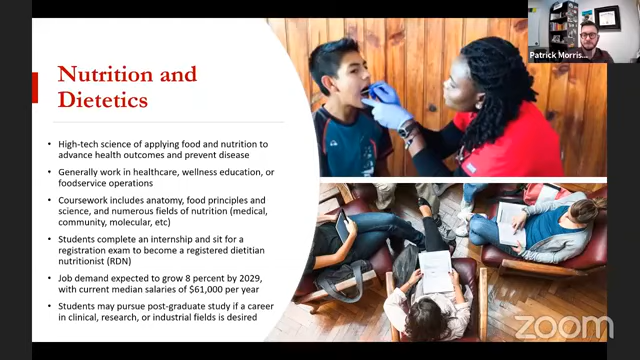 Patrick Morris...
Nutrition and
Dietetics
• High-tech science of applying food and nutrition to
advance health outcomes and prevent disease
• Generally work in healthcare, wellness education, or
foodservice operations
• Coursework includes anatomy, food principles and
science, and numerous fields of nutrition (medical,
community, molecular, etc)
• Students complete an internship and sit for a
registration exam to become a registered dietitian
nutritionist (RDN)
• Job demand expected to grow 8 percent by 2029,
with current median salaries of $61,000 per year
• Students may pursue post-graduate study if a career
in clinical, research, or industrial fields is desired
zoom